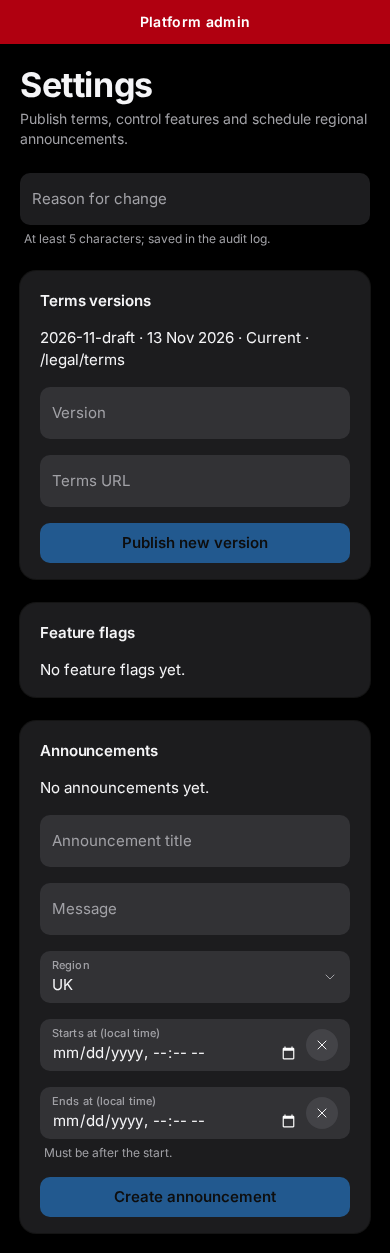 Platform admin
Settings
Publish terms, control features and schedule regional
announcements.
Reason for change
At least 5 characters; saved in the audit log.
Terms versions
2026-11-draft · 13 Nov 2026 · Current ·
/legal/terms
Version
Terms URL
Publish new version
Feature flags
No feature flags yet.
Announcements
No announcements yet.
Announcement title
Message
Region
UK
Starts at (local time)
mm/dd/yyyy, --:-- --
Ends at (local time)
mm/dd/yyyy, --:-- --
Must be after the start.
Create announcement